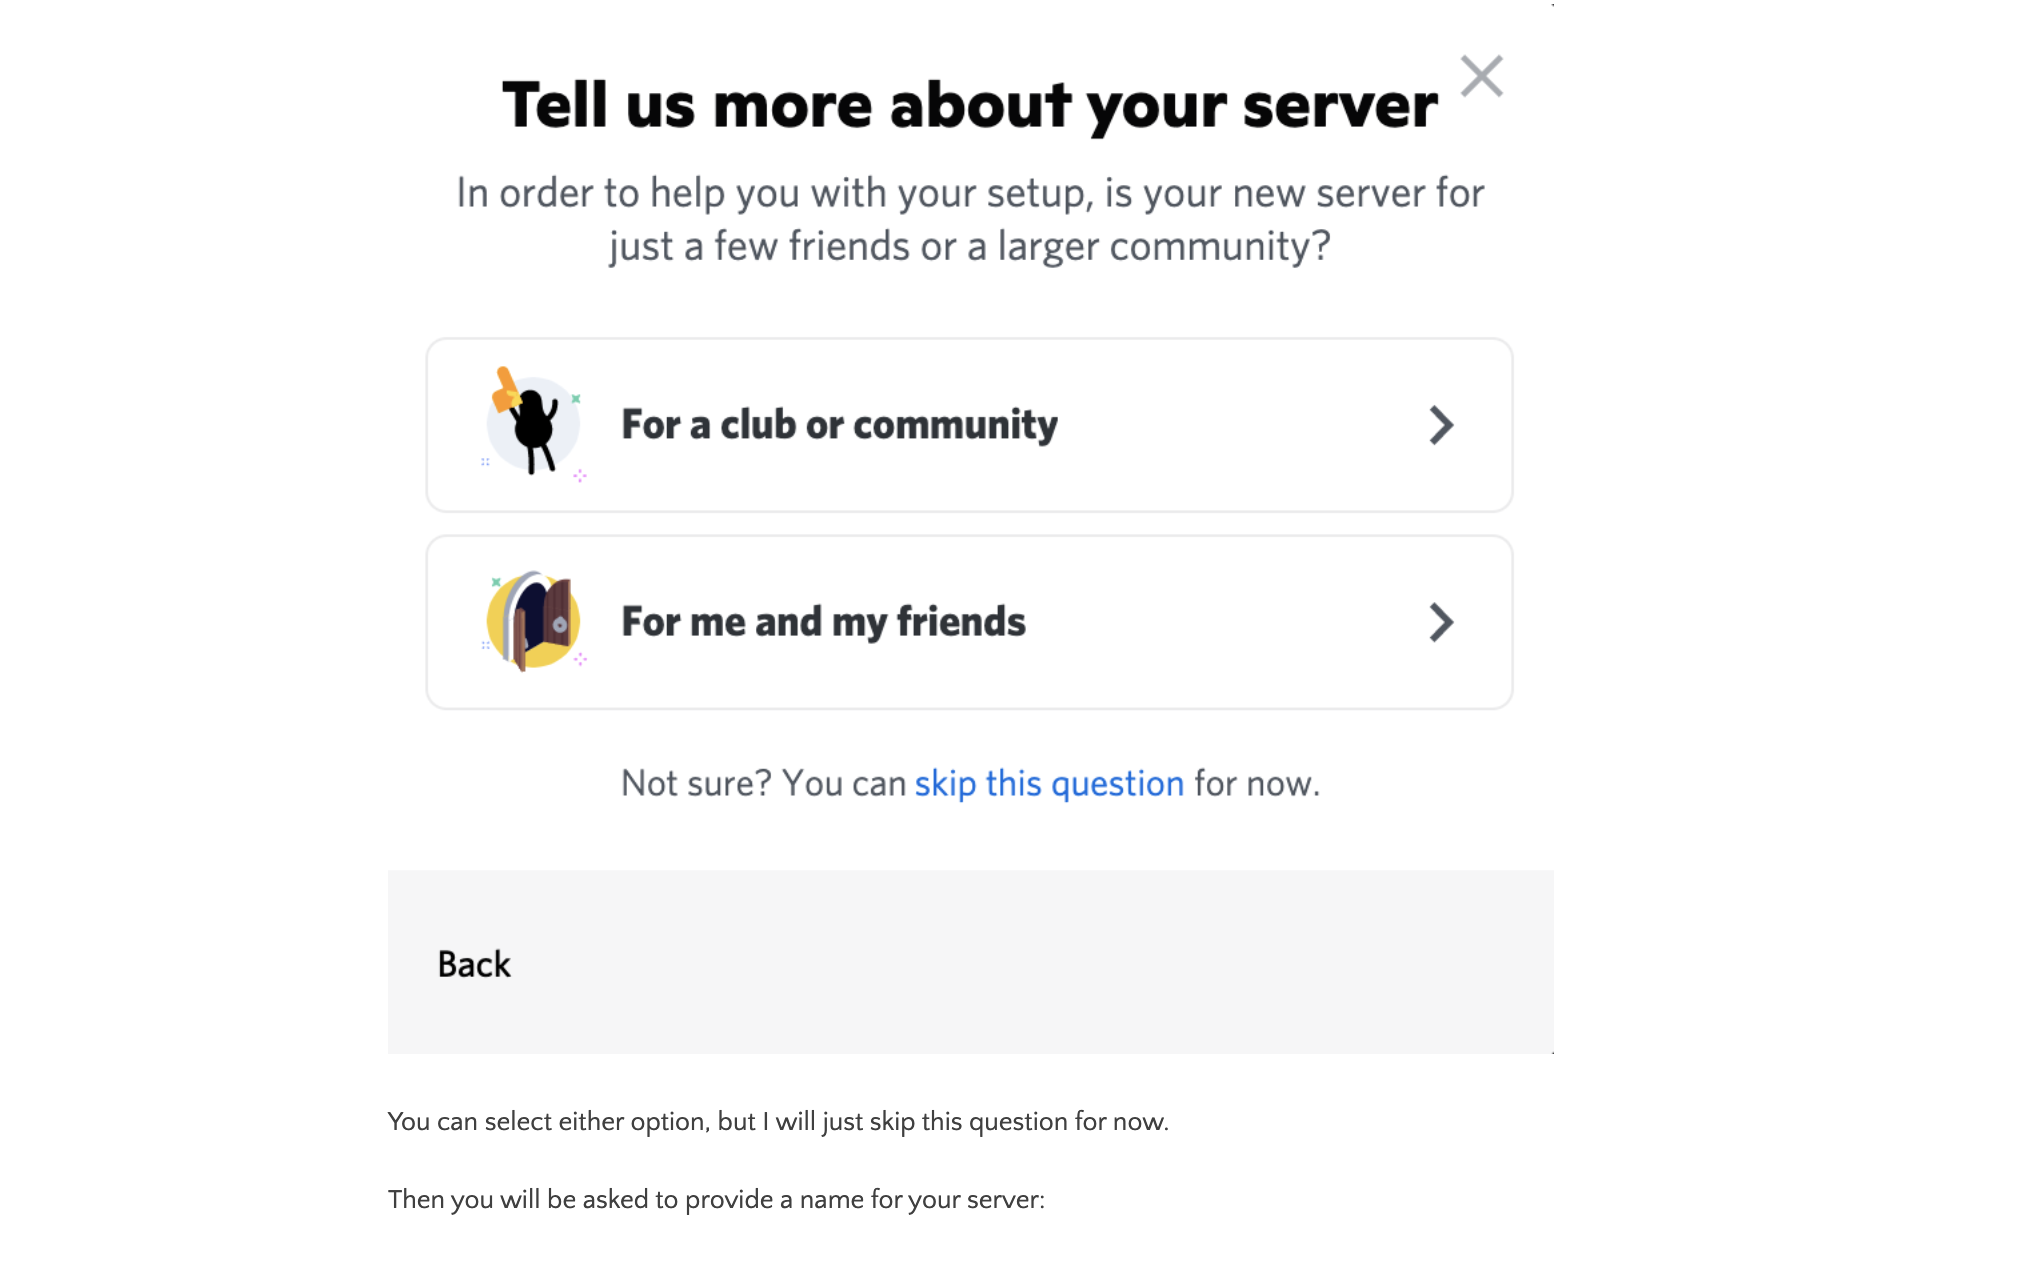 Tell us more about your server
In order to help you with your setup, is your new server for
just a few friends or a larger community?
For a club or community
For me and my friends
Not sure? You can skip this question for now.
Back
You can select either option, but I will just skip this question for now.
Then you will be asked to provide a name for your server: